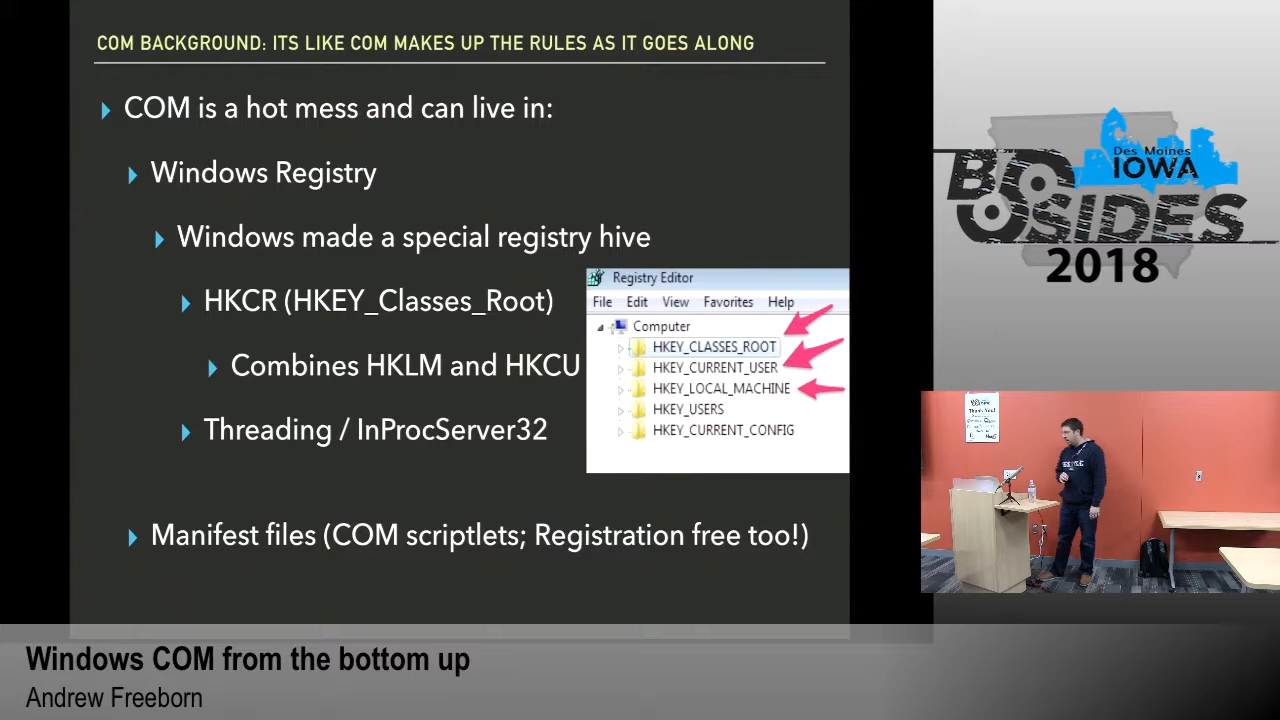 COM BACKGROUND: ITS LIKE COM MAKES UP THE RULES AS IT GOES ALONG
COM is a hot mess and can live in:
Windows Registry
Windows made a special registry hive
HKCR (HKEY_Classes_Root)
Combines HKLM and HKCU
Threading / InProcServer32
Registry Editor
File Edit View Favorites Help
Computer
HKEY_CLASSES_ROOT
HKEY_CURRENT_USER
HKEY_LOCAL_MACHINE
HKEY_USERS
HKEY_CURRENT_CONFIG
Manifest files (COM scriptlets; Registration free too!)
Des Moines
IOWA
BSIDES
2018
Thank You!
Windows COM from the bottom up
Andrew Freeborn